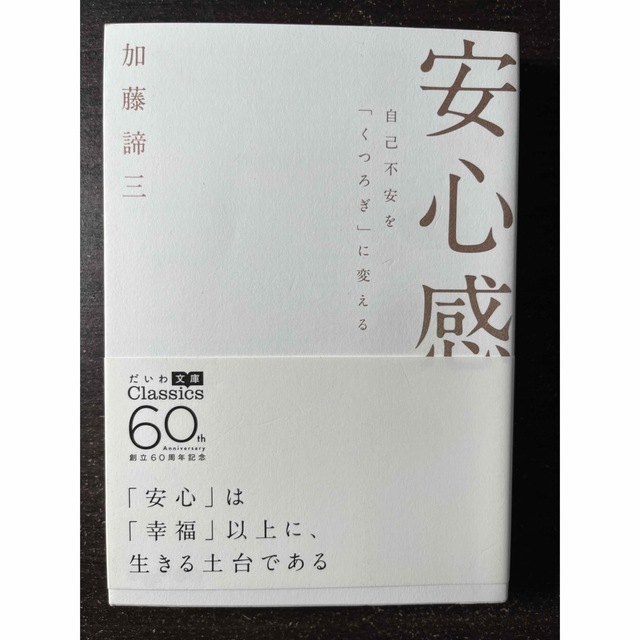 安心感
自己不安を
「くつろぎ」に変える
加藤諦三
だいわ文庫
Classics
60th
Anniversary
創立60周年記念
「安心」は
「幸福」以上に、
生きる土台である